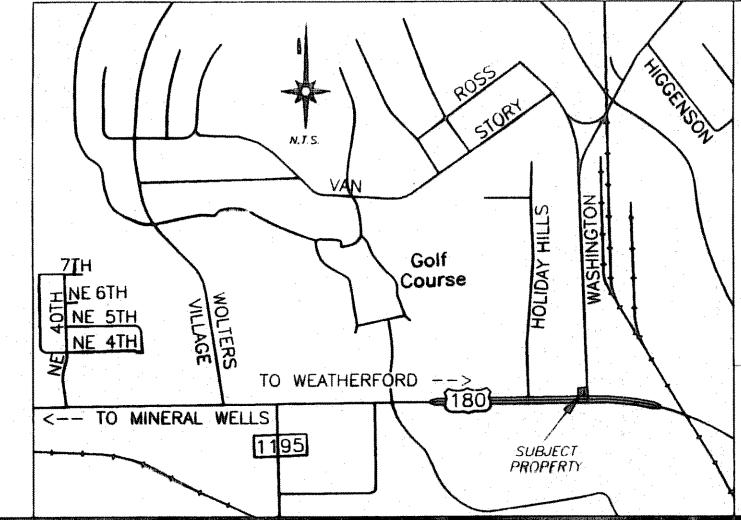 N.T.S.
ROSS
STORY
HIGGENSON
VAN
HOLIDAY HILLS
WASHINGTON
Golf
Course
7TH
NE 6TH
NE 5TH
NE 4TH
NE 40TH
WOLTERS
VILLAGE
TO WEATHERFORD -->
180
<-- TO MINERAL WELLS
1195
SUBJECT
PROPERTY